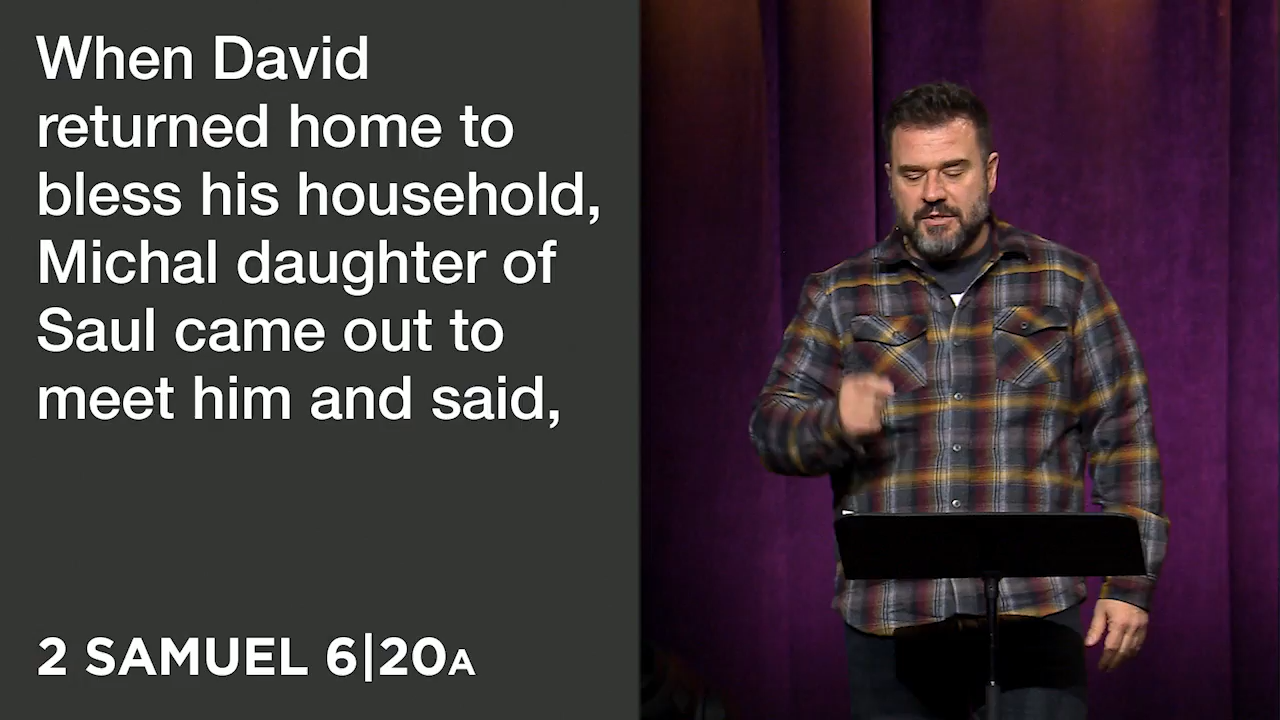 When David
returned home to
bless his household,
Michal daughter of
Saul came out to
meet him and said,
2 SAMUEL 6|20A